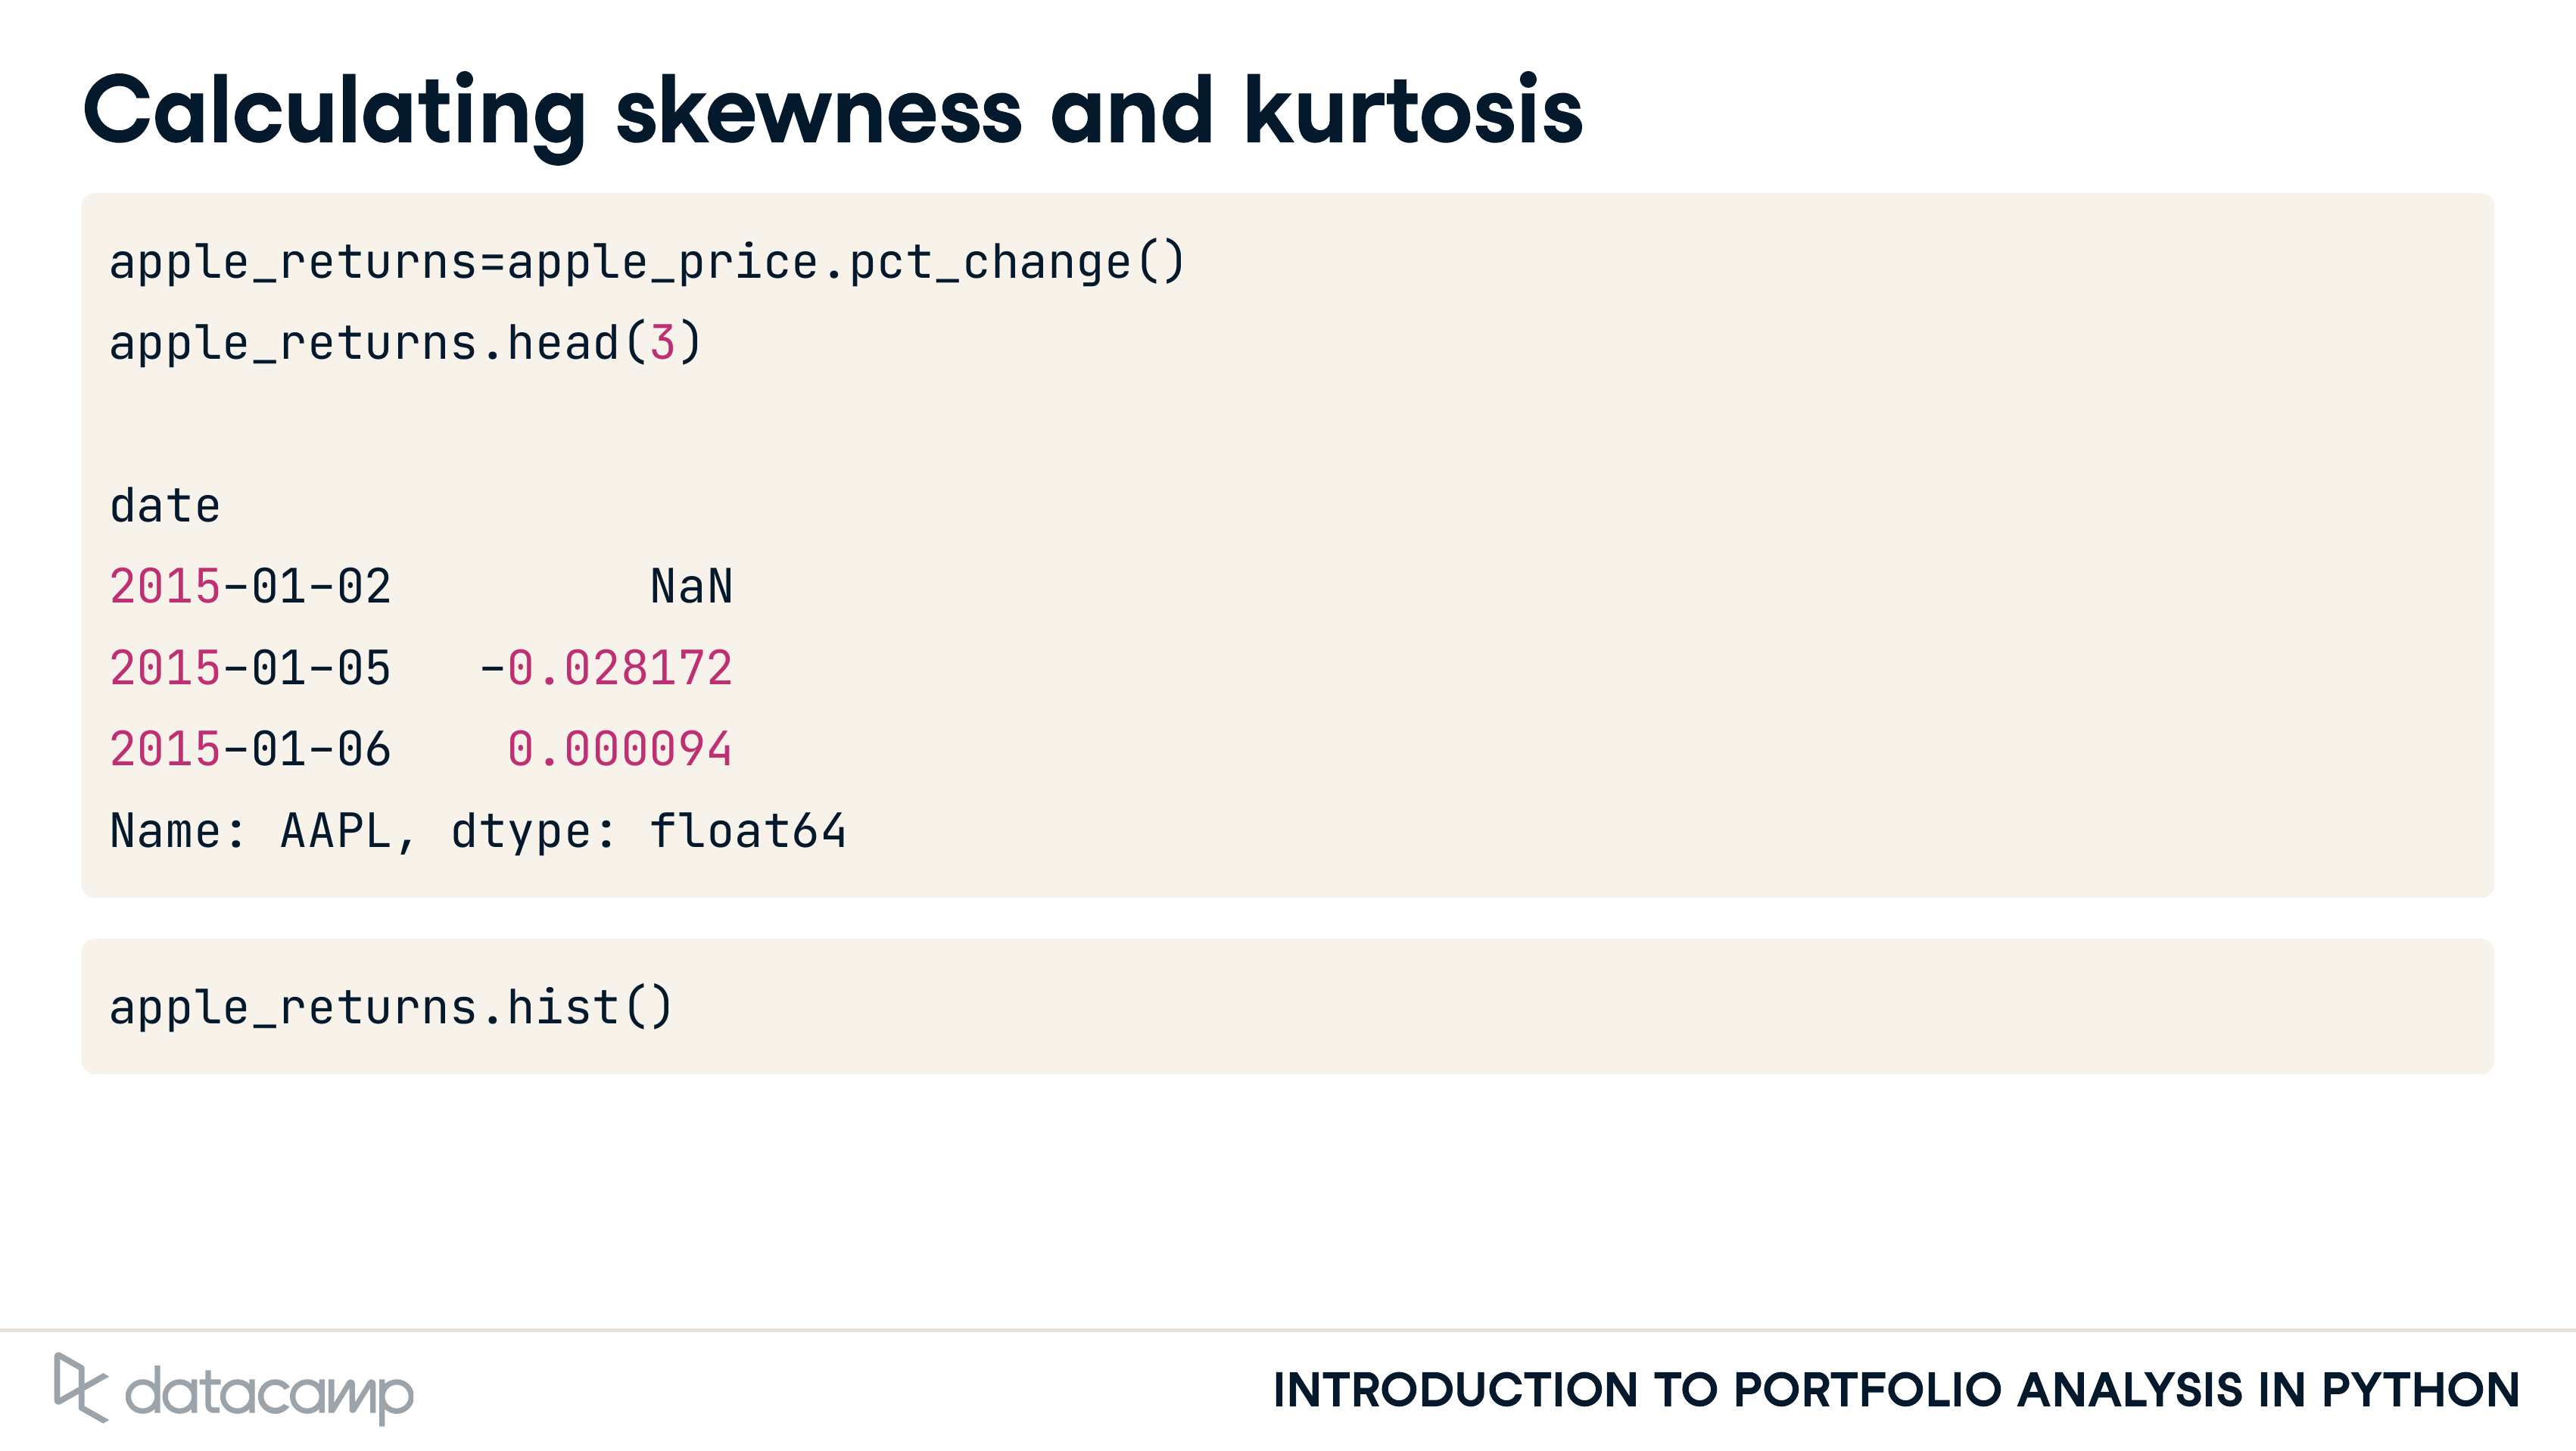 Calculating skewness and kurtosis
apple_returns=apple_price.pct_change()
apple_returns.head(3)
date
2015-01-02         NaN
2015-01-05   -0.028172
2015-01-06    0.000094
Name: AAPL, dtype: float64
apple_returns.hist()
datacamp
INTRODUCTION TO PORTFOLIO ANALYSIS IN PYTHON